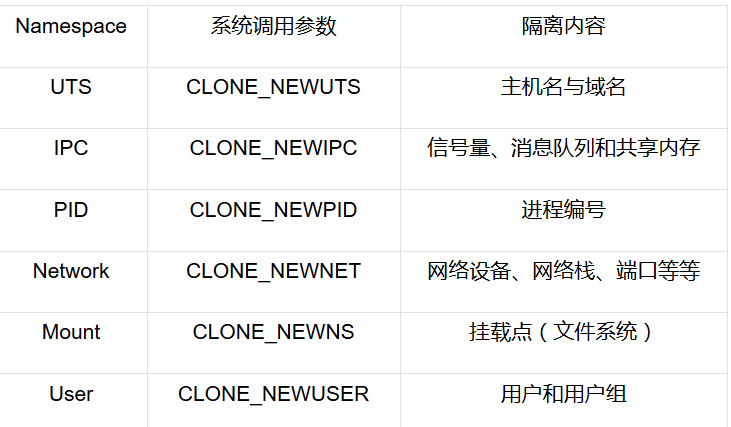 Namespace 系统调用参数 隔离内容
UTS CLONE_NEWUTS 主机名与域名
IPC CLONE_NEWIPC 信号量、消息队列和共享内存
PID CLONE_NEWPID 进程编号
Network CLONE_NEWNET 网络设备、网络栈、端口等等
Mount CLONE_NEWNS 挂载点（文件系统）
User CLONE_NEWUSER 用户和用户组